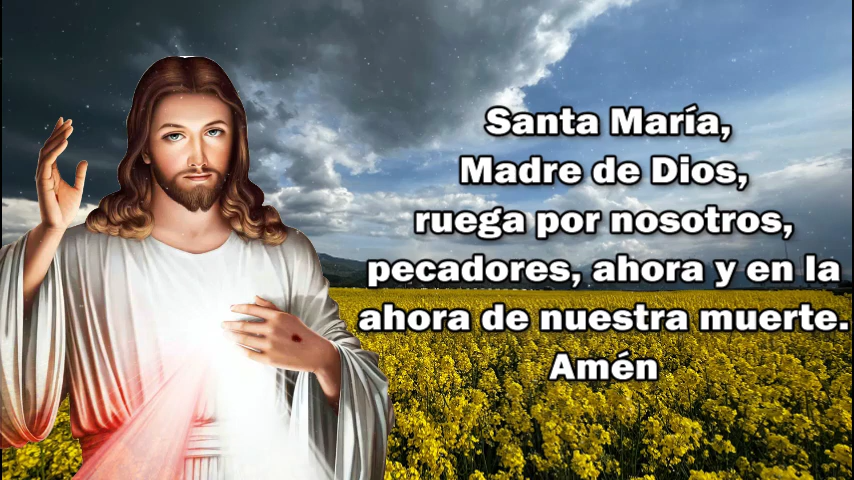 Santa María,
Madre de Dios,
ruega por nosotros,
pecadores, ahora y en la
ahora de nuestra muerte.
Amén